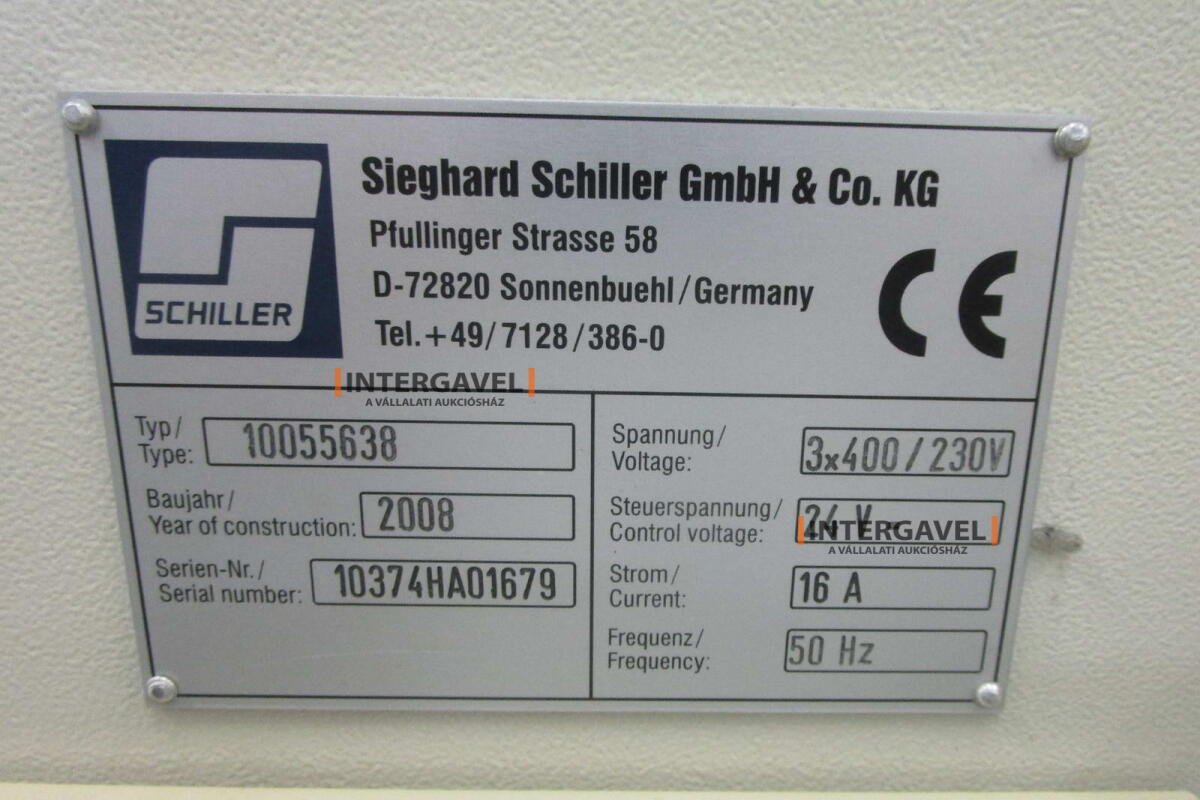 SCHILLER
Sieghard Schiller GmbH & Co. KG
Pfullinger Strasse 58
D-72820 Sonnenbuehl/Germany
Tel.+49/7128/386-0
CE
INTERGAVEL
A VÁLLALATI AUKCIÓSHÁZ
Typ/
Type: 10055638
Baujahr/
Year of construction: 2008
Serien-Nr./
Serial number: 10374HA01679
Spannung/
Voltage: 3x400/230V
Steuerspannung/
Control voltage: 24 V
INTERGAVEL
A VÁLLALATI AUKCIÓSHÁZ
Strom/
Current: 16 A
Frequenz/
Frequency: 50 Hz